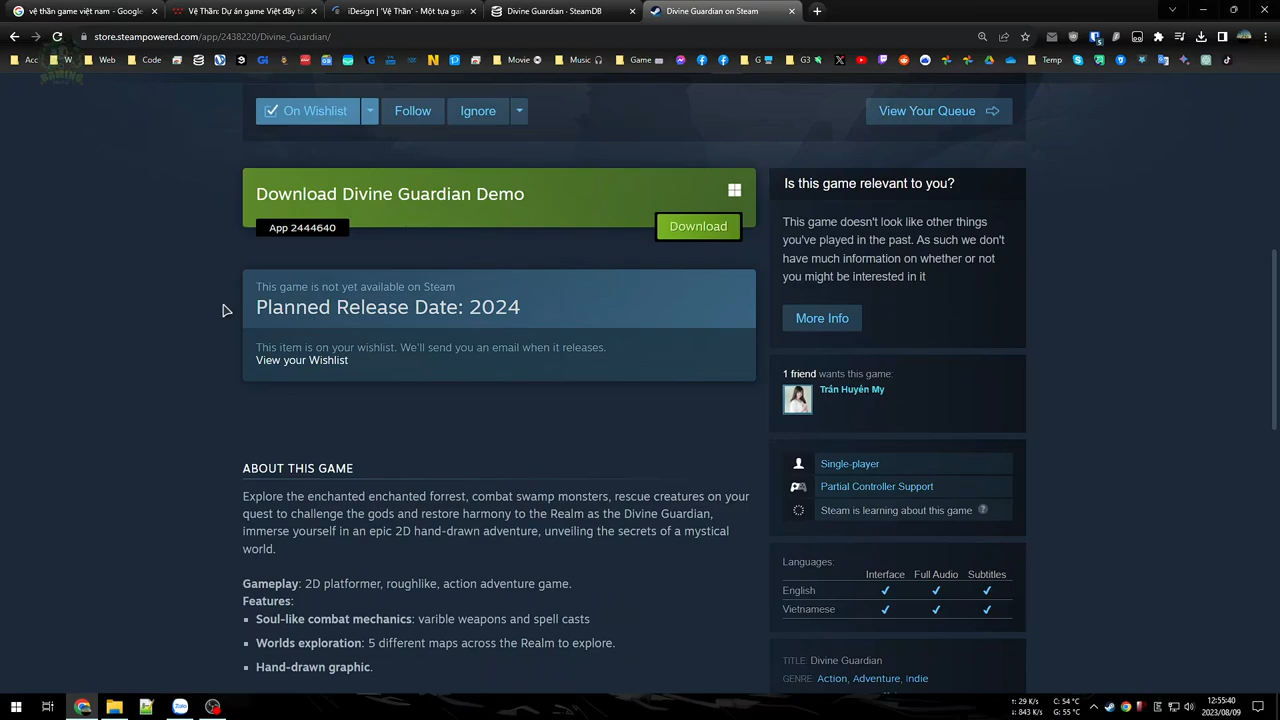 vệ thần game việt nam - Google
Vệ Thần: Dự án game Việt đầy ti
iDesign | 'Vệ Thần' - Một tựa gam
Divine Guardian · SteamDB
Divine Guardian on Steam
store.steampowered.com/app/2438220/Divine_Guardian/
Acc
Web
Movie
Music
Game
G3
Temp
GAMING
On Wishlist
Follow
Ignore
View Your Queue
Download Divine Guardian Demo
App 2444640
Download
This game is not yet available on Steam
Planned Release Date: 2024
This item is on your wishlist. We'll send you an email when it releases.
View your Wishlist
ABOUT THIS GAME
Explore the enchanted enchanted forrest, combat swamp monsters, rescue creatures on your
quest to challenge the gods and restore harmony to the Realm as the Divine Guardian,
immerse yourself in an epic 2D hand-drawn adventure, unveiling the secrets of a mystical
world.
Gameplay: 2D platformer, roughlike, action adventure game.
Features:
Soul-like combat mechanics: varible weapons and spell casts
Worlds exploration: 5 different maps across the Realm to explore.
Hand-drawn graphic.
Is this game relevant to you?
This game doesn't look like other things
you've played in the past. As such we don't
have much information on whether or not
you might be interested in it
More Info
1 friend wants this game:
Trần Huyền My
Single-player
Partial Controller Support
Steam is learning about this game ?
Languages:
Interface Full Audio Subtitles
English ✔ ✔ ✔
Vietnamese ✔ ✔ ✔
TITLE: Divine Guardian
GENRE: Action, Adventure, Indie
Zalo
↑: 29 K/s
↓: 843 K/s
C: 54 °C
G: 55 °C
12:55:40
2023/08/09